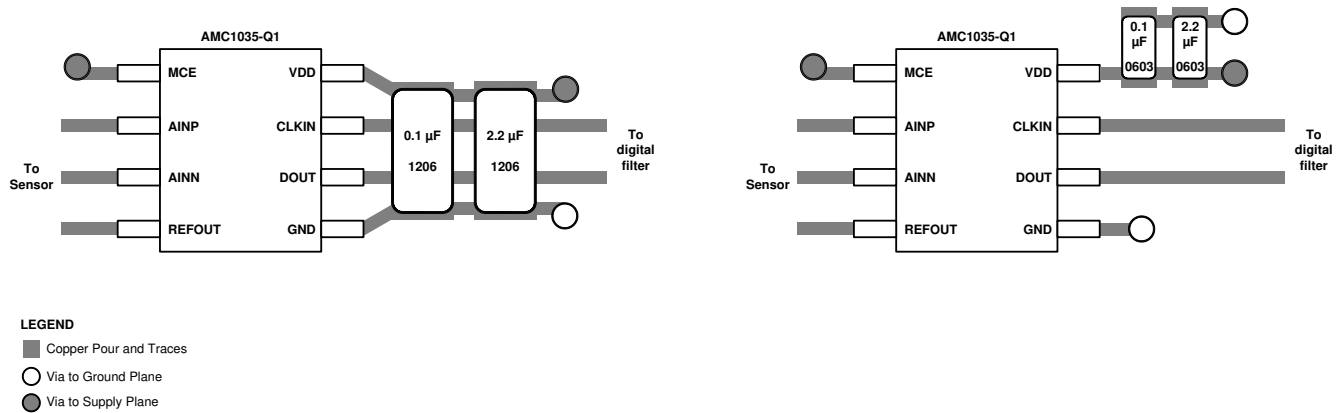 AMC1035-Q1
MCE
VDD
AINP
CLKIN
AINN
DOUT
REFOUT
GND
To
Sensor
0.1 µF
1206
2.2 µF
1206
To
digital
filter
AMC1035-Q1
MCE
VDD
AINP
CLKIN
AINN
DOUT
REFOUT
GND
To
Sensor
0.1
µF
0603
2.2
µF
0603
To
digital
filter
LEGEND
Copper Pour and Traces
Via to Ground Plane
Via to Supply Plane